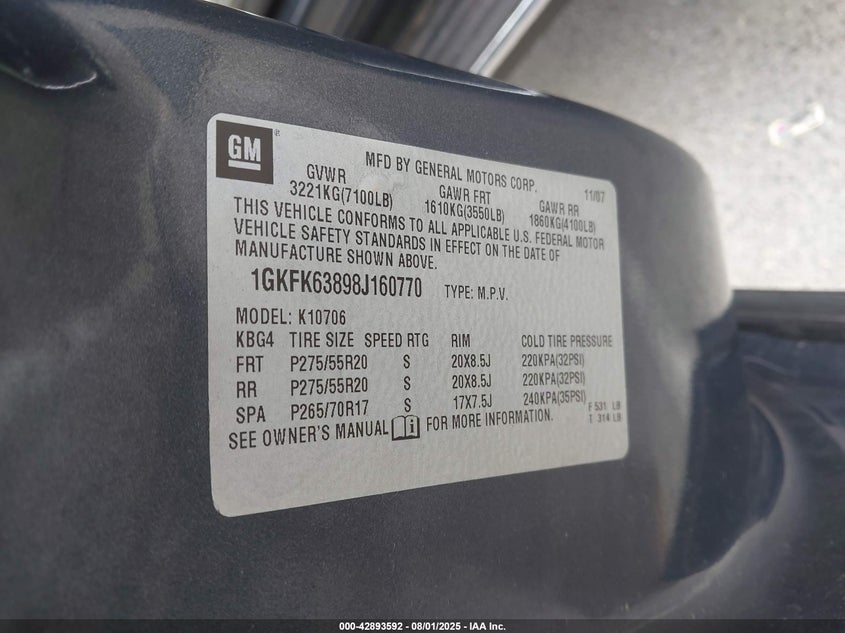 GM ®
MFD BY GENERAL MOTORS CORP.
11/07
GVWR GAWR FRT GAWR RR
3221KG(7100LB) 1610KG(3550LB) 1860KG(4100LB)
THIS VEHICLE CONFORMS TO ALL APPLICABLE U.S. FEDERAL MOTOR
VEHICLE SAFETY STANDARDS IN EFFECT ON THE DATE OF
MANUFACTURE SHOWN ABOVE.
1GKFK63898J160770 TYPE: M.P.V.
MODEL: K10706
KBG4 TIRE SIZE SPEED RTG RIM COLD TIRE PRESSURE
FRT P275/55R20 S 20X8.5J 220KPA(32PSI)
RR P275/55R20 S 20X8.5J 220KPA(32PSI)
SPA P265/70R17 S 17X7.5J 240KPA(35PSI)
F 531 LB
T 314 LB
SEE OWNER'S MANUAL i FOR MORE INFORMATION.
000-42893592 - 08/01/2025 - IAA Inc.